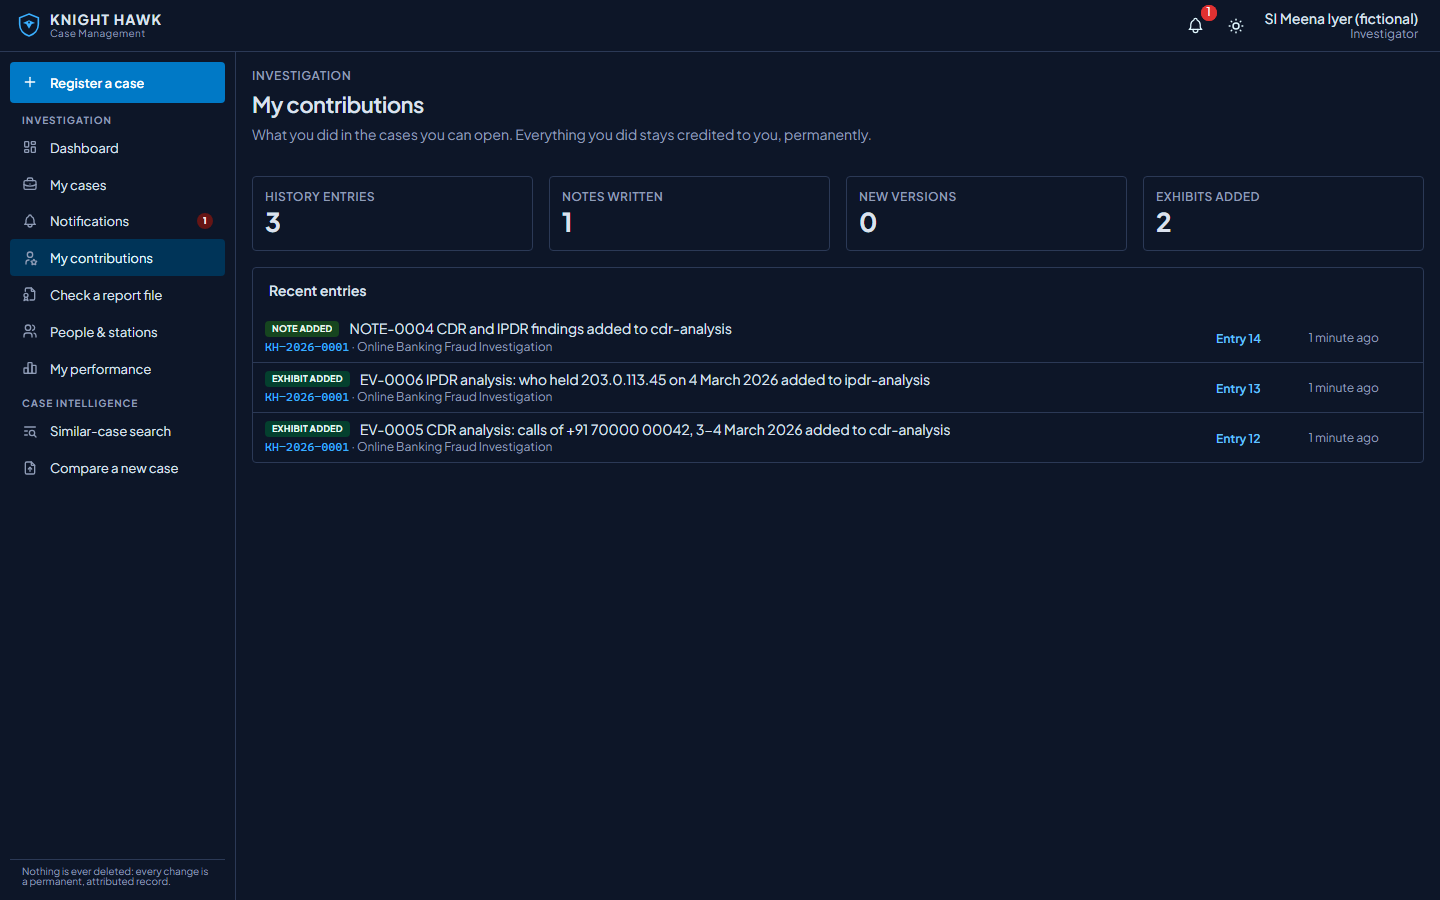 KNIGHT HAWK
Case Management
1
SI Meena Iyer (fictional)
Investigator
Register a case
INVESTIGATION
Dashboard
My cases
Notifications 1
My contributions
Check a report file
People & stations
My performance
CASE INTELLIGENCE
Similar-case search
Compare a new case
Nothing is ever deleted: every change is
a permanent, attributed record.
INVESTIGATION
My contributions
What you did in the cases you can open. Everything you did stays credited to you, permanently.
HISTORY ENTRIES
3
NOTES WRITTEN
1
NEW VERSIONS
0
EXHIBITS ADDED
2
Recent entries
NOTE ADDED NOTE-0004 CDR and IPDR findings added to cdr-analysis
KH-2026-0001 · Online Banking Fraud Investigation
Entry 14 1 minute ago
EXHIBIT ADDED EV-0006 IPDR analysis: who held 203.0.113.45 on 4 March 2026 added to ipdr-analysis
KH-2026-0001 · Online Banking Fraud Investigation
Entry 13 1 minute ago
EXHIBIT ADDED EV-0005 CDR analysis: calls of +91 70000 00042, 3–4 March 2026 added to cdr-analysis
KH-2026-0001 · Online Banking Fraud Investigation
Entry 12 1 minute ago